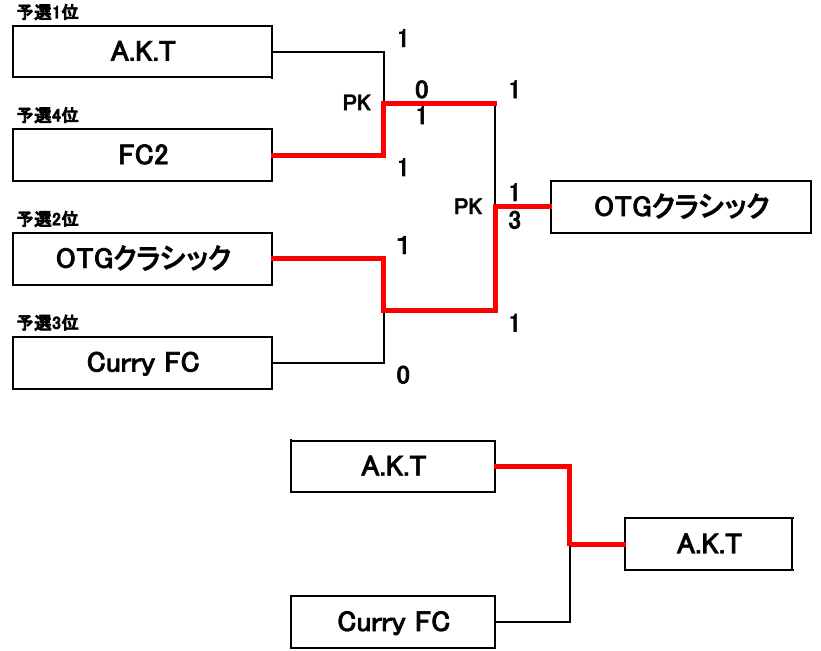 予選1位
A.K.T
1
PK
0
1
1
予選4位
FC2
1
予選2位
OTGクラシック
1
PK
1
3
OTGクラシック
予選3位
Curry FC
0
1
A.K.T
A.K.T
Curry FC